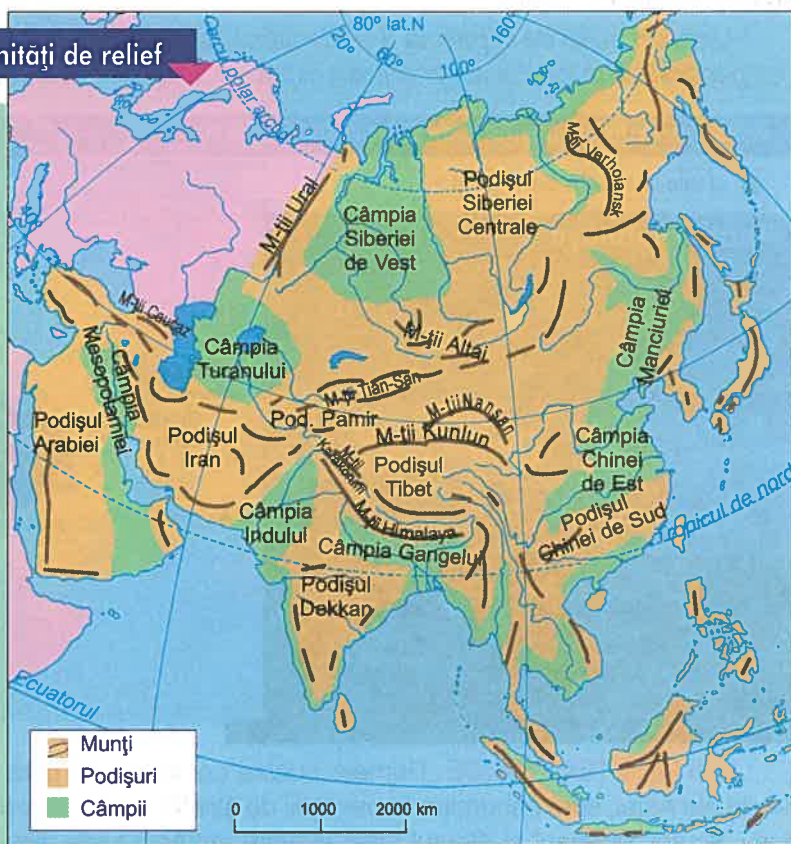 nități de relief
80° lat.N
20°
60°
100°
160°
Cercul polar arctic
M-ții Ural
Câmpia
Siberiei
de Vest
Podișul
Siberiei
Centrale
M-ții Verhoiansk
M-ții Caucaz
Câmpia
Turanului
M-ții Altai
Câmpia
Manciuriei
Câmpia
Mesopotamiei
M-ții Tian-Șan
Podișul
Arabiei
Podișul
Iran
Pod. Pamir
M-ții Nanșan
M-ții Kunlun
M-ții
Karakorum
Podișul
Tibet
Câmpia
Chinei
de Est
Câmpia
Indului
M-ții Himalaya
Câmpia Gangelui
Podișul
Chinei de Sud
Tropicul de nord
Podișul
Dekkan
Ecuatorul
Munți
Podișuri
Câmpii
0 1000 2000 km